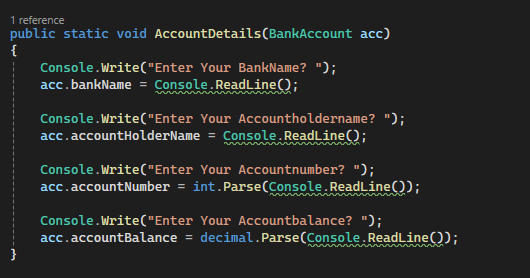 1 reference
public static void AccountDetails(BankAccount acc)
{
Console.Write("Enter Your BankName? ");
acc.bankName = Console.ReadLine();
Console.Write("Enter Your Accountholdername? ");
acc.accountHolderName = Console.ReadLine();
Console.Write("Enter Your Accountnumber? ");
acc.accountNumber = int.Parse(Console.ReadLine());
Console.Write("Enter Your Accountbalance? ");
acc.accountBalance = decimal.Parse(Console.ReadLine());
}